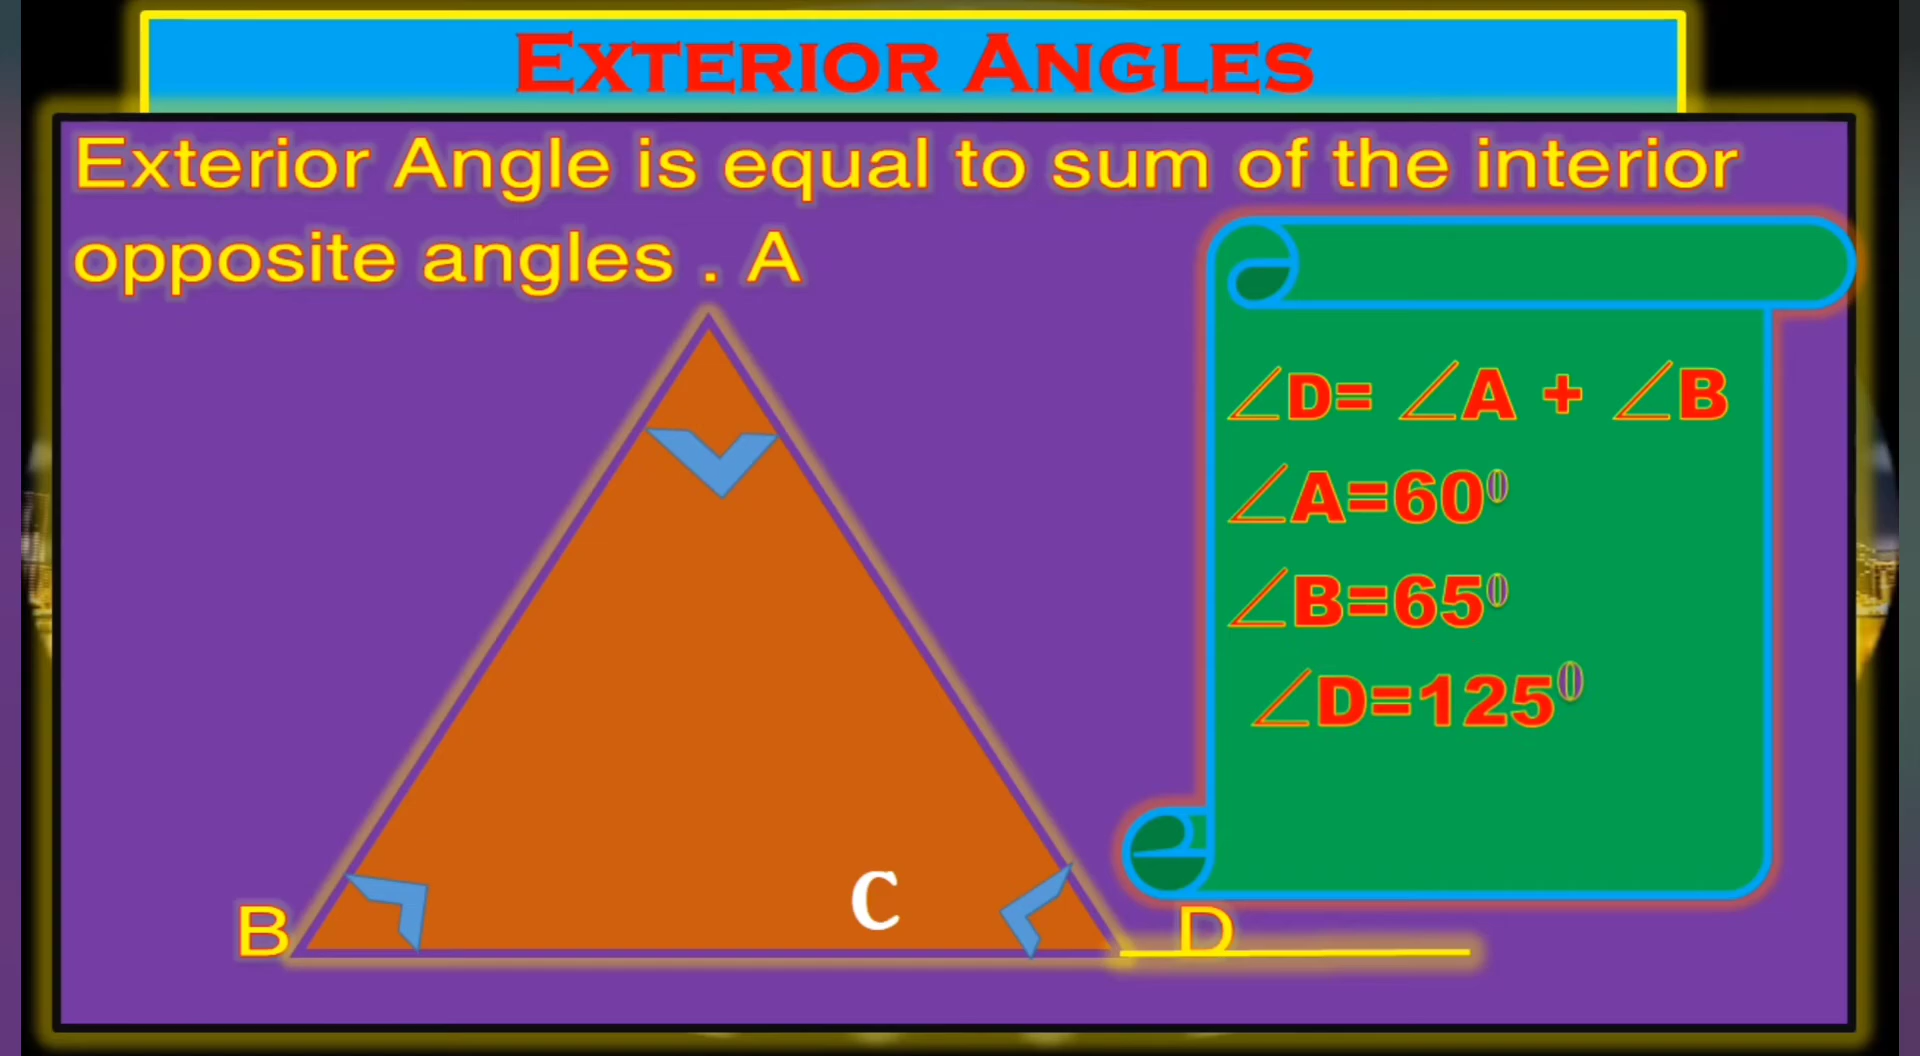 EXTERIOR ANGLES
Exterior Angle is equal to sum of the interior
opposite angles . A
∠D= ∠A + ∠B
∠A=60⁰
∠B=65⁰
∠D=125⁰
B
C
D